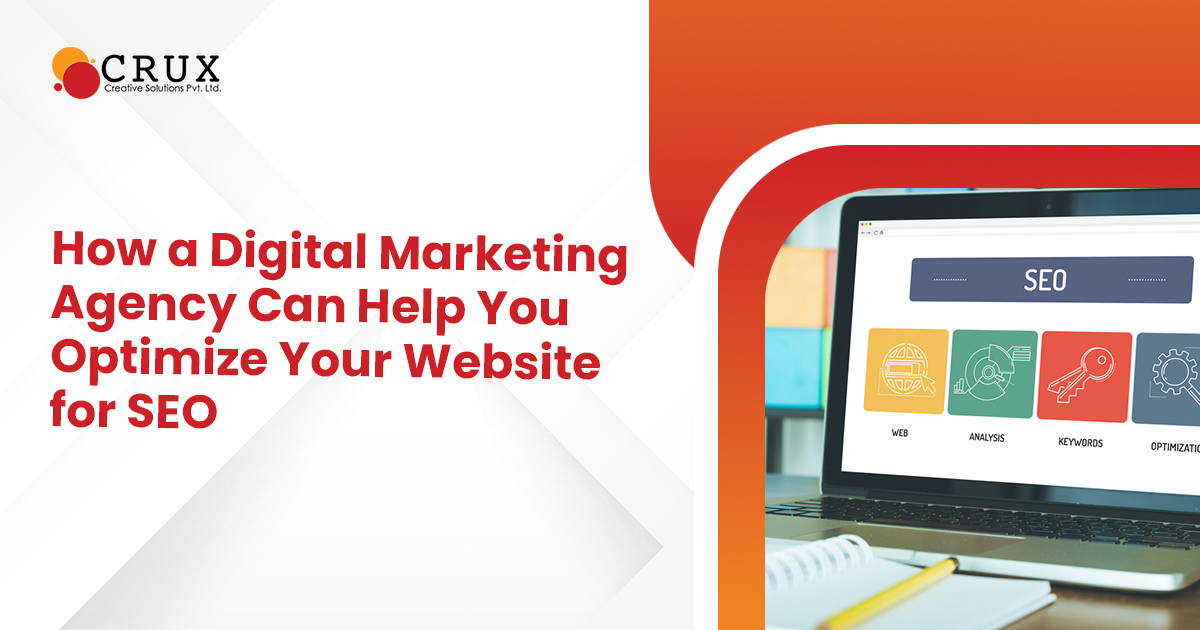 CRUX
Creative Solutions Pvt. Ltd.
How a Digital Marketing
Agency Can Help You
Optimize Your Website
for SEO
SEO
WEB
ANALYSIS
KEYWORDS
OPTIMIZATIO